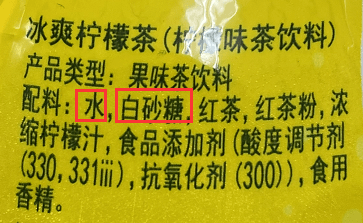 冰爽柠檬茶(柠檬味茶饮料)
产品类型: 果味茶饮料
配料: 水, 白砂糖, 红茶, 红茶粉, 浓
缩柠檬汁, 食品添加剂(酸度调节剂
(330, 331iii), 抗氧化剂(300)), 食用
香精。